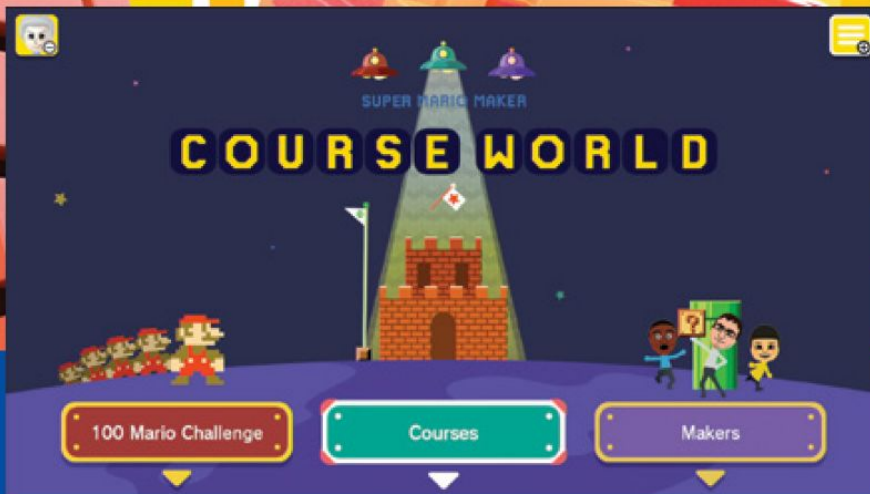 SUPER MARIO MAKER
COURSE WORLD
?
100 Mario Challenge
Courses
Makers